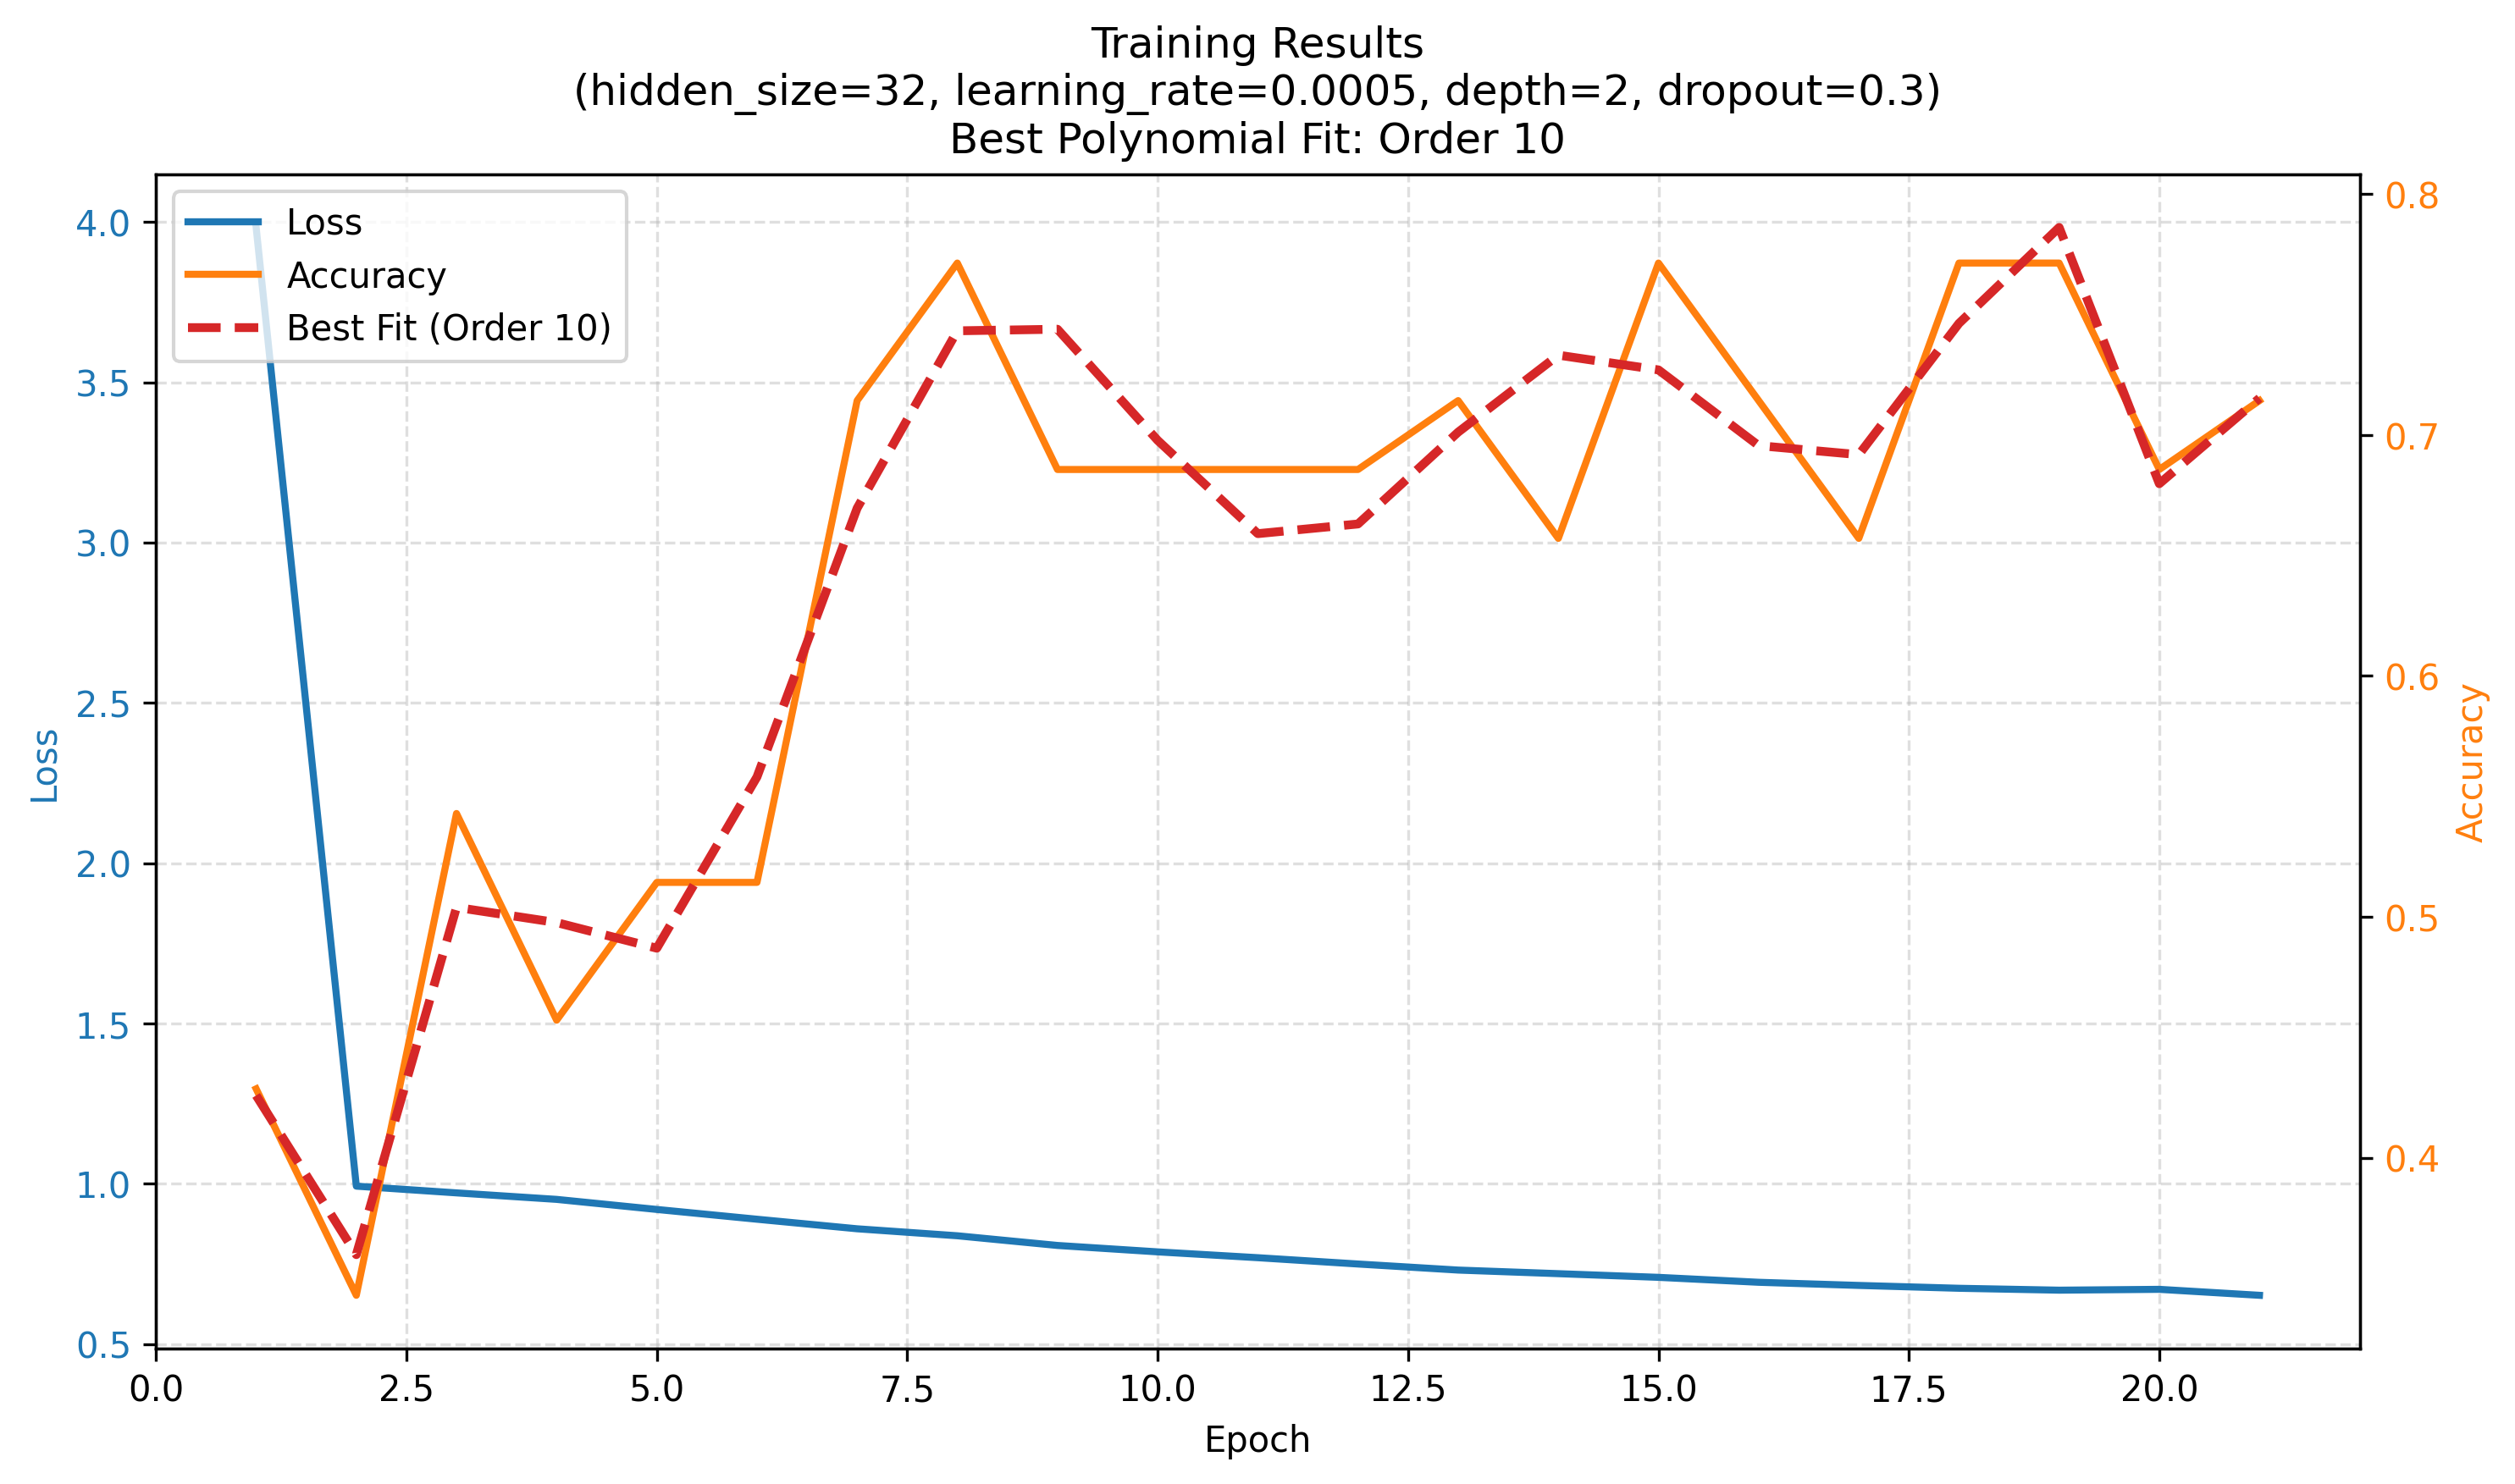 Training Results
(hidden_size=32, learning_rate=0.0005, depth=2, dropout=0.3)
Best Polynomial Fit: Order 10
Loss
Accuracy
Best Fit (Order 10)
4.0
3.5
3.0
2.5
2.0
1.5
1.0
0.5
Loss
0.8
0.7
0.6
0.5
0.4
Accuracy
0.0 2.5 5.0 7.5 10.0 12.5 15.0 17.5 20.0
Epoch